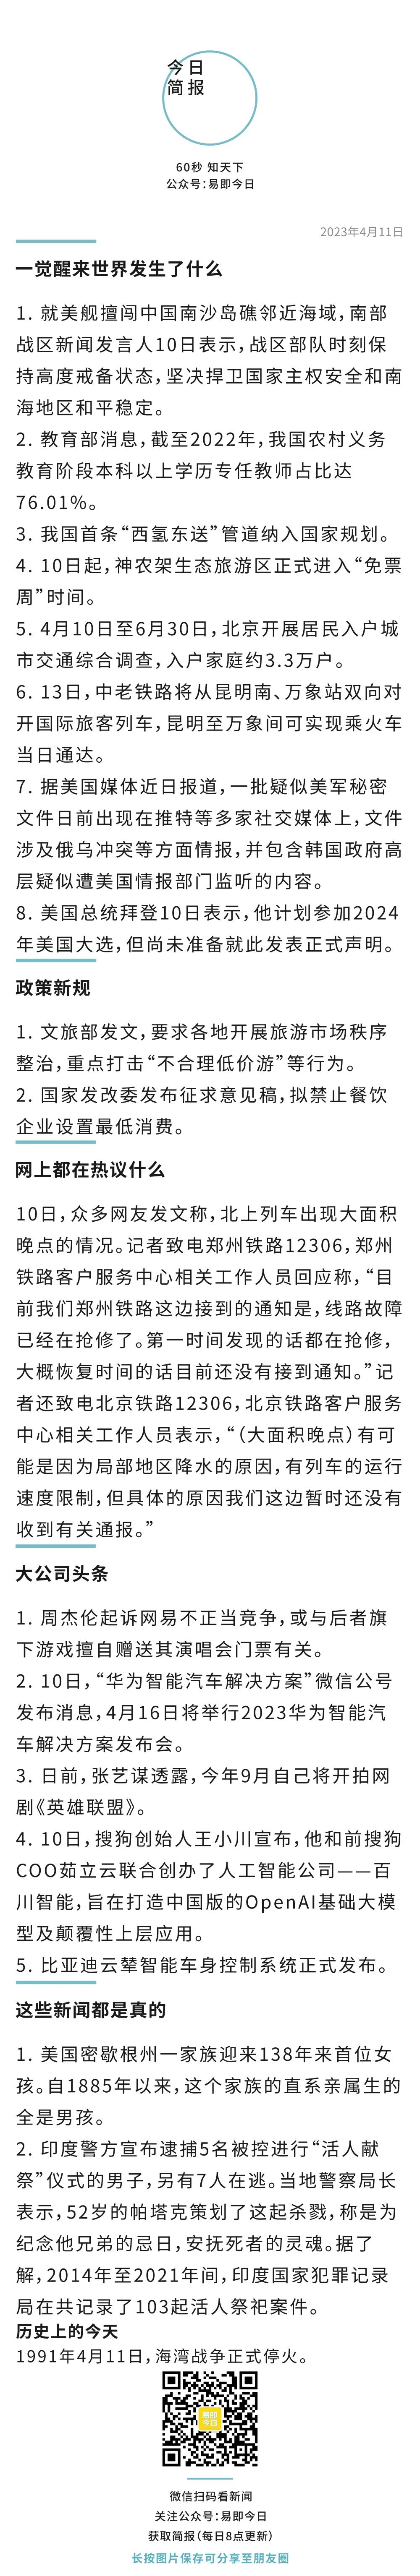 今日
简报
60秒 知天下
公众号：易即今日
2023年4月11日
一觉醒来世界发生了什么
1. 就美舰擅闯中国南沙岛礁邻近海域，南部
战区新闻发言人10日表示，战区部队时刻保
持高度戒备状态，坚决捍卫国家主权安全和南
海地区和平稳定。
2. 教育部消息，截至2022年，我国农村义务
教育阶段本科以上学历专任教师占比达
76.01%。
3. 我国首条“西氢东送”管道纳入国家规划。
4. 10日起，神农架生态旅游区正式进入“免票
周”时间。
5. 4月10日至6月30日，北京开展居民入户城
市交通综合调查，入户家庭约3.3万户。
6. 13日，中老铁路将从昆明南、万象站双向对
开国际旅客列车，昆明至万象间可实现乘火车
当日通达。
7. 据美国媒体近日报道，一批疑似美军秘密
文件日前出现在推特等多家社交媒体上，文件
涉及俄乌冲突等方面情报，并包含韩国政府高
层疑似遭美国情报部门监听的内容。
8. 美国总统拜登10日表示，他计划参加2024
年美国大选，但尚未准备就此发表正式声明。
政策新规
1. 文旅部发文，要求各地开展旅游市场秩序
整治，重点打击“不合理低价游”等行为。
2. 国家发改委发布征求意见稿，拟禁止餐饮
企业设置最低消费。
网上都在热议什么
10日，众多网友发文称，北上列车出现大面积
晚点的情况。记者致电郑州铁路12306，郑州
铁路客户服务中心相关工作人员回应称，“目
前我们郑州铁路这边接到的通知是，线路故障
已经在抢修了。第一时间发现的话都在抢修，
大概恢复时间的话目前还没有接到通知。”记
者还致电北京铁路12306，北京铁路客户服务
中心相关工作人员表示，“（大面积晚点）有可
能是因为局部地区降水的原因，有列车的运行
速度限制，但具体的原因我们这边暂时还没有
收到有关通报。”
大公司头条
1. 周杰伦起诉网易不正当竞争，或与后者旗
下游戏擅自赠送其演唱会门票有关。
2. 10日，“华为智能汽车解决方案”微信公号
发布消息，4月16日将举行2023华为智能汽
车解决方案发布会。
3. 日前，张艺谋透露，今年9月自己将开拍网
剧《英雄联盟》。
4. 10日，搜狗创始人王小川宣布，他和前搜狗
COO茹立云联合创办了人工智能公司——百
川智能，旨在打造中国版的OpenAI基础大模
型及颠覆性上层应用。
5. 比亚迪云辇智能车身控制系统正式发布。
这些新闻都是真的
1. 美国密歇根州一家族迎来138年来首位女
孩。自1885年以来，这个家族的直系亲属生的
全是男孩。
2. 印度警方宣布逮捕5名被控进行“活人献
祭”仪式的男子，另有7人在逃。当地警察局长
表示，52岁的帕塔克策划了这起杀戮，称是为
纪念他兄弟的忌日，安抚死者的灵魂。据了
解，2014年至2021年间，印度国家犯罪记录
局在共记录了103起活人祭祀案件。
历史上的今天
1991年4月11日，海湾战争正式停火。
易即
今日
微信扫码看新闻
关注公众号：易即今日
获取简报（每日8点更新）
长按图片保存可分享至朋友圈